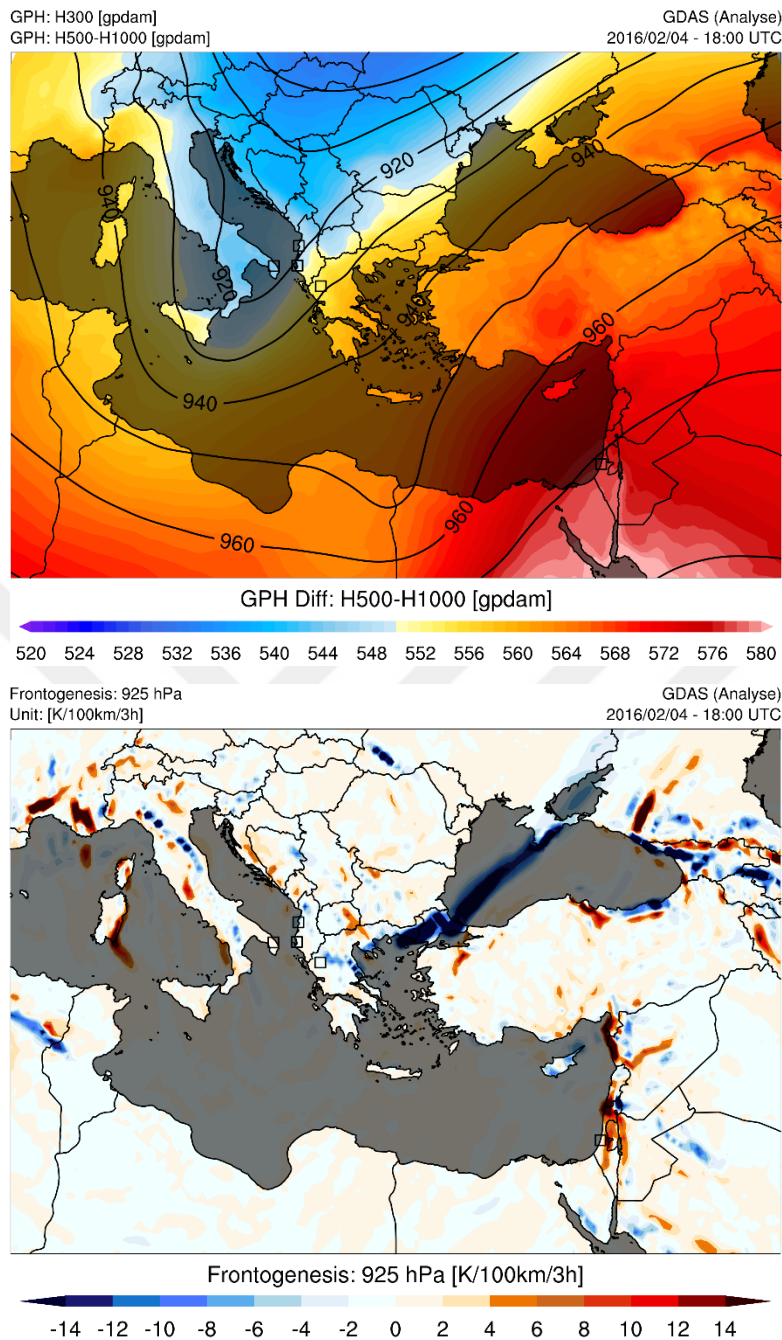 GPH: H300 [gpdam] GDAS (Analyse)
GPH: H500-H1000 [gpdam] 2016/02/04 - 18:00 UTC
920
940
940
920
940
960
940
960
960
GPH Diff: H500-H1000 [gpdam]
520 524 528 532 536 540 544 548 552 556 560 564 568 572 576 580
Frontogenesis: 925 hPa GDAS (Analyse)
Unit: [K/100km/3h] 2016/02/04 - 18:00 UTC
Frontogenesis: 925 hPa [K/100km/3h]
-14 -12 -10 -8 -6 -4 -2 0 2 4 6 8 10 12 14